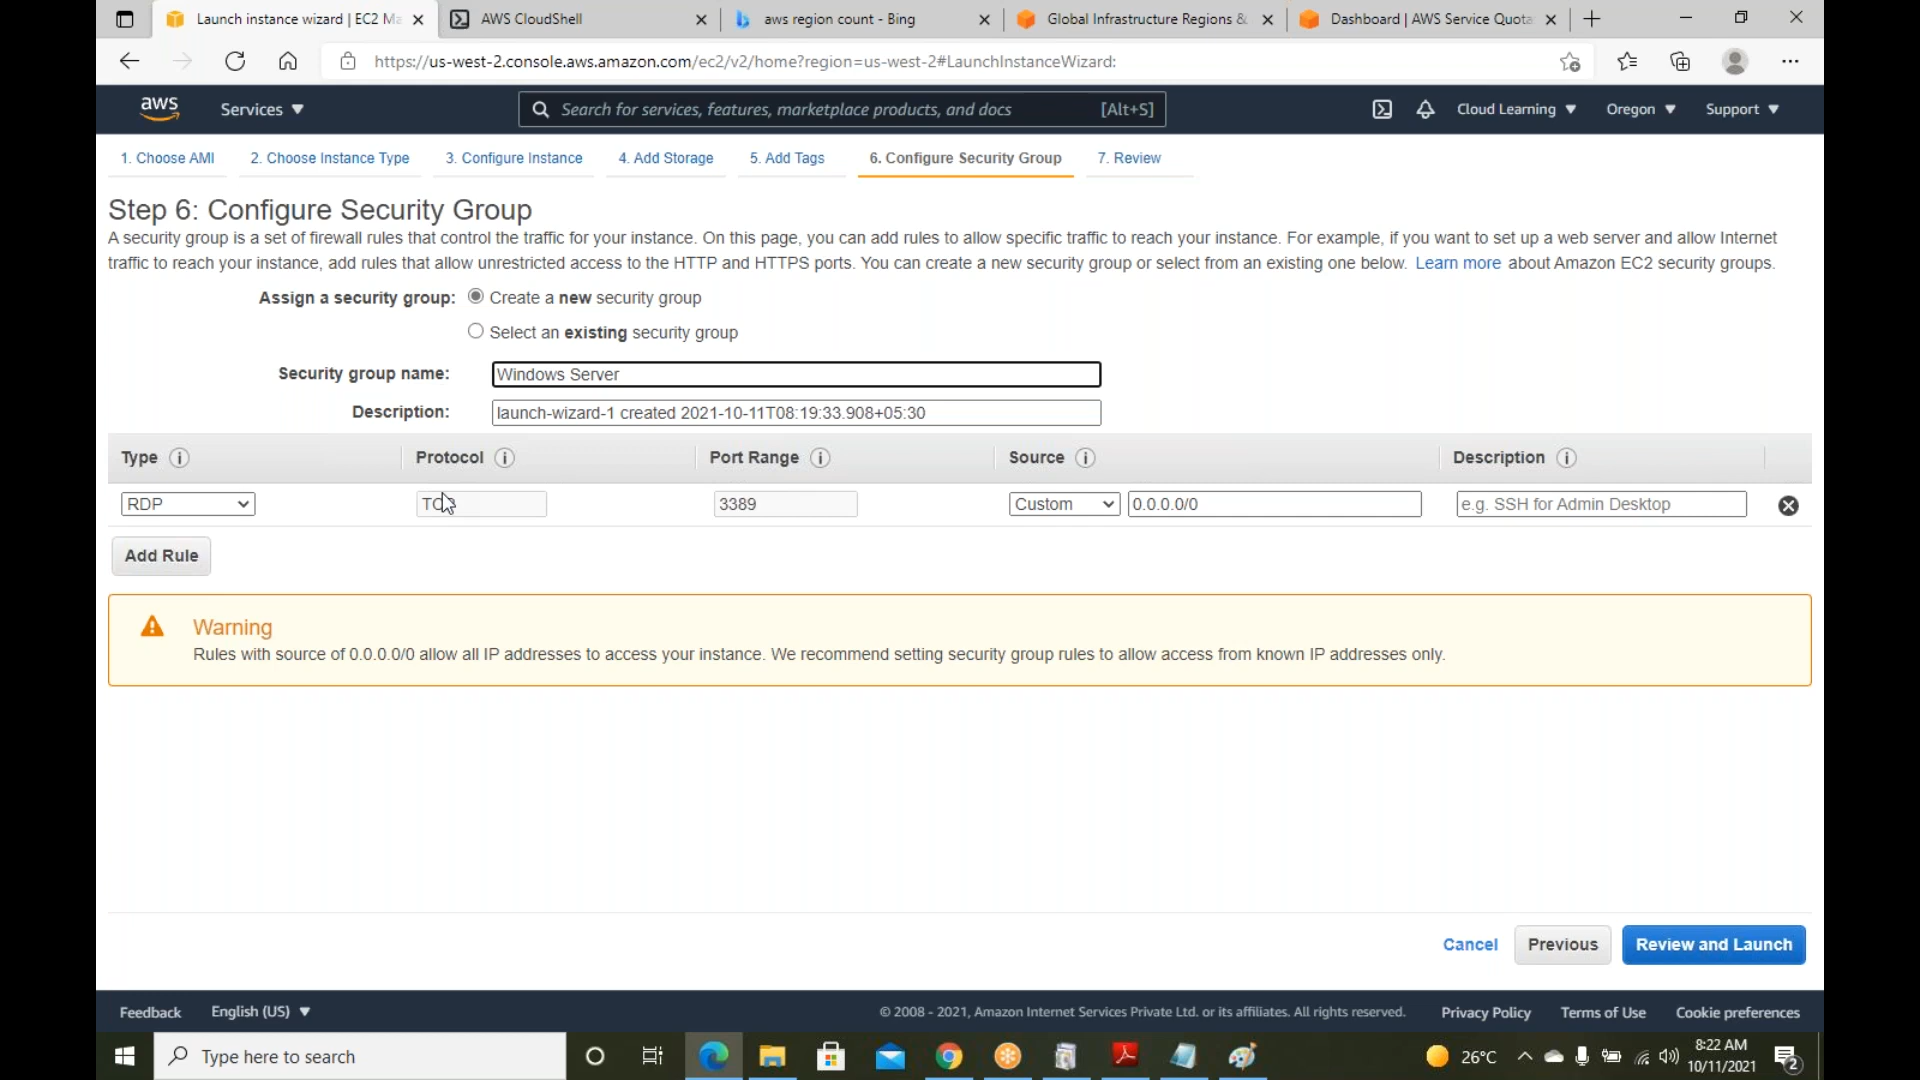 Launch instance wizard | EC2 Ma
AWS CloudShell
aws region count - Bing
Global Infrastructure Regions &
Dashboard | AWS Service Quota
https://us-west-2.console.aws.amazon.com/ec2/v2/home?region=us-west-2#LaunchInstanceWizard:
aws
Services
Search for services, features, marketplace products, and docs
[Alt+S]
Cloud Learning
Oregon
Support
1. Choose AMI
2. Choose Instance Type
3. Configure Instance
4. Add Storage
5. Add Tags
6. Configure Security Group
7. Review
Step 6: Configure Security Group
A security group is a set of firewall rules that control the traffic for your instance. On this page, you can add rules to allow specific traffic to reach your instance. For example, if you want to set up a web server and allow Internet
traffic to reach your instance, add rules that allow unrestricted access to the HTTP and HTTPS ports. You can create a new security group or select from an existing one below. Learn more about Amazon EC2 security groups.
Assign a security group:
Create a new security group
Select an existing security group
Security group name:
Windows Server
Description:
launch-wizard-1 created 2021-10-11T08:19:33.908+05:30
Type
Protocol
Port Range
Source
Description
RDP
TCP
3389
Custom
0.0.0.0/0
e.g. SSH for Admin Desktop
Add Rule
Warning
Rules with source of 0.0.0.0/0 allow all IP addresses to access your instance. We recommend setting security group rules to allow access from known IP addresses only.
Cancel
Previous
Review and Launch
Feedback
English (US)
© 2008 - 2021, Amazon Internet Services Private Ltd. or its affiliates. All rights reserved.
Privacy Policy
Terms of Use
Cookie preferences
Type here to search
26°C
8:22 AM
10/11/2021
2